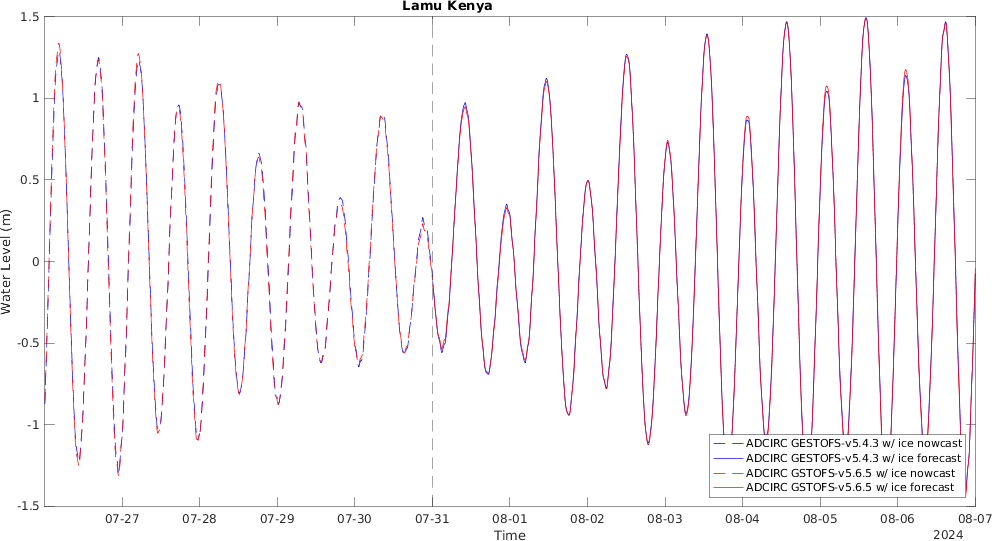 Lamu Kenya
1.5
1
0.5
0
-0.5
-1
-1.5
Water Level (m)
ADCIRC GESTOFS-v5.4.3 w/ ice nowcast
ADCIRC GESTOFS-v5.4.3 w/ ice forecast
ADCIRC GSTOFS-v5.6.5 w/ ice nowcast
ADCIRC GSTOFS-v5.6.5 w/ ice forecast
07-27 07-28 07-29 07-30 07-31 08-01 08-02 08-03 08-04 08-05 08-06 08-07
Time
2024